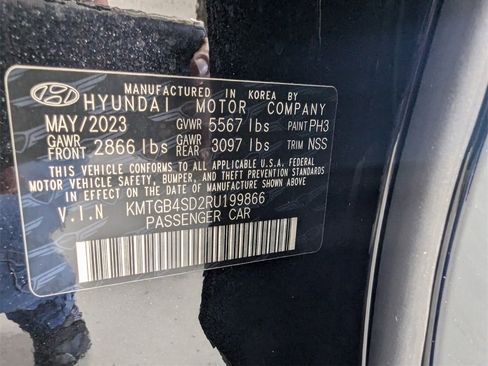 MANUFACTURED IN KOREA BY
HYUNDAI MOTOR COMPANY
MAY/2023 GVWR 5567 lbs PAINT PH3
GAWR FRONT 2866 lbs GAWR REAR 3097 lbs TRIM NSS
THIS VEHICLE CONFORMS TO ALL APPLICABLE U.S.A. FEDERAL
MOTOR VEHICLE SAFETY, BUMPER, AND THEFT PREVENTION STANDARDS
IN EFFECT ON THE DATE OF MANUFACTURE SHOWN ABOVE.
V.I.N KMTGB4SD2RU199866
PASSENGER CAR